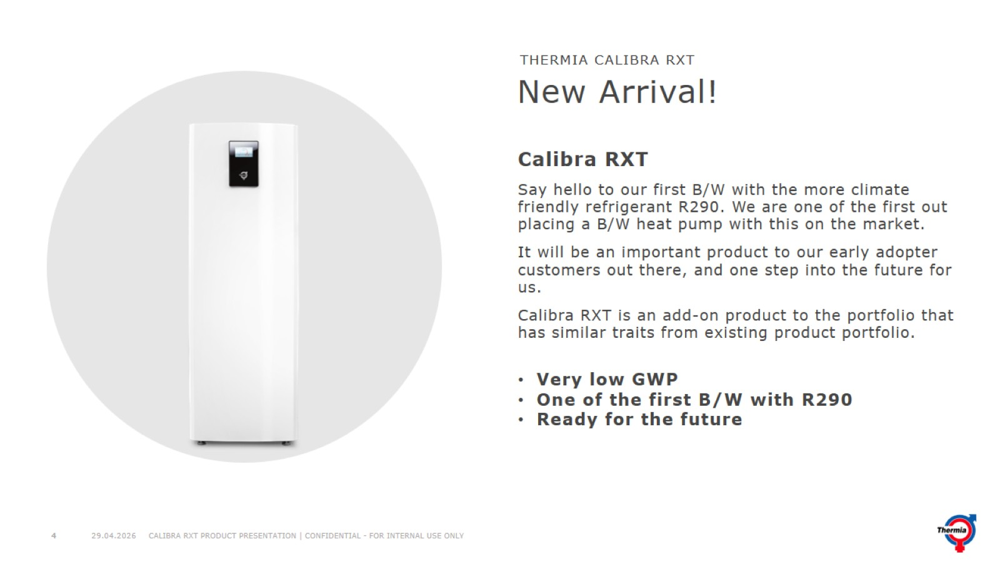 THERMIA CALIBRA RXT
New Arrival!
Calibra RXT
Say hello to our first B/W with the more climate
friendly refrigerant R290. We are one of the first out
placing a B/W heat pump with this on the market.
It will be an important product to our early adopter
customers out there, and one step into the future for
us.
Calibra RXT is an add-on product to the portfolio that
has similar traits from existing product portfolio.
• Very low GWP
• One of the first B/W with R290
• Ready for the future
4 29.04.2026 CALIBRA RXT PRODUCT PRESENTATION | CONFIDENTIAL - FOR INTERNAL USE ONLY
Thermia